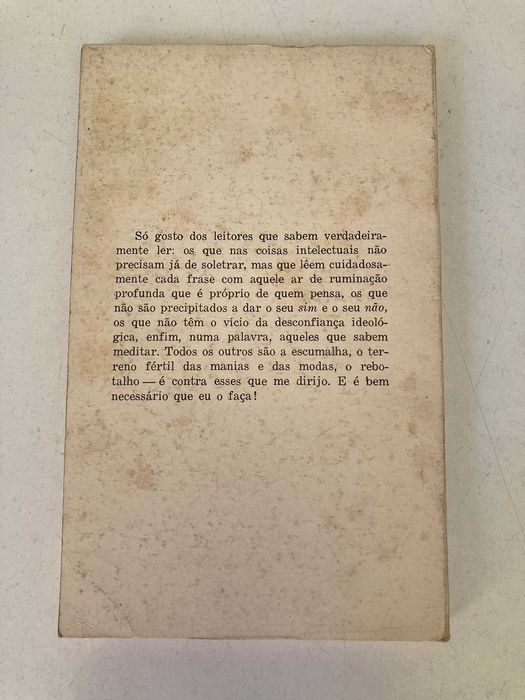 Só gosto dos leitores que sabem verdadeira-
mente ler: os que nas coisas intelectuais não
precisam já de soletrar, mas que lêem cuidadosa-
mente cada frase com aquele ar de ruminação
profunda que é próprio de quem pensa, os que
não são precipitados a dar o seu sim e o seu não,
os que não têm o vício da desconfiança ideoló-
gica, enfim, numa palavra, aqueles que sabem
meditar. Todos os outros são a escumalha, o ter-
reno fértil das manias e das modas, o rebo-
talho — é contra esses que me dirijo. E é bem
necessário que eu o faça!